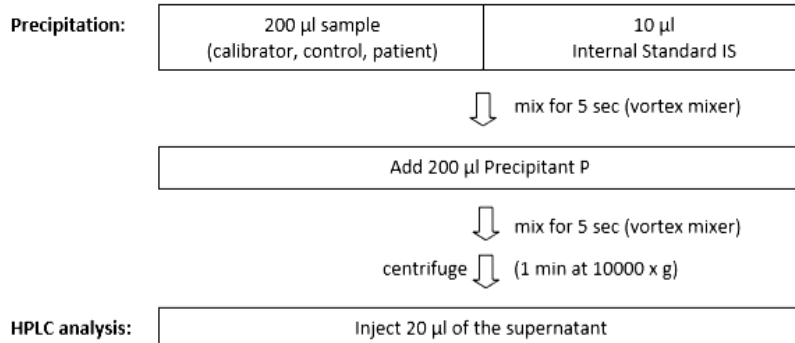 Precipitation:
200 µl sample
(calibrator, control, patient)
10 µl
Internal Standard IS
mix for 5 sec (vortex mixer)
Add 200 µl Precipitant P
mix for 5 sec (vortex mixer)
centrifuge (1 min at 10000 x g)
HPLC analysis: Inject 20 µl of the supernatant